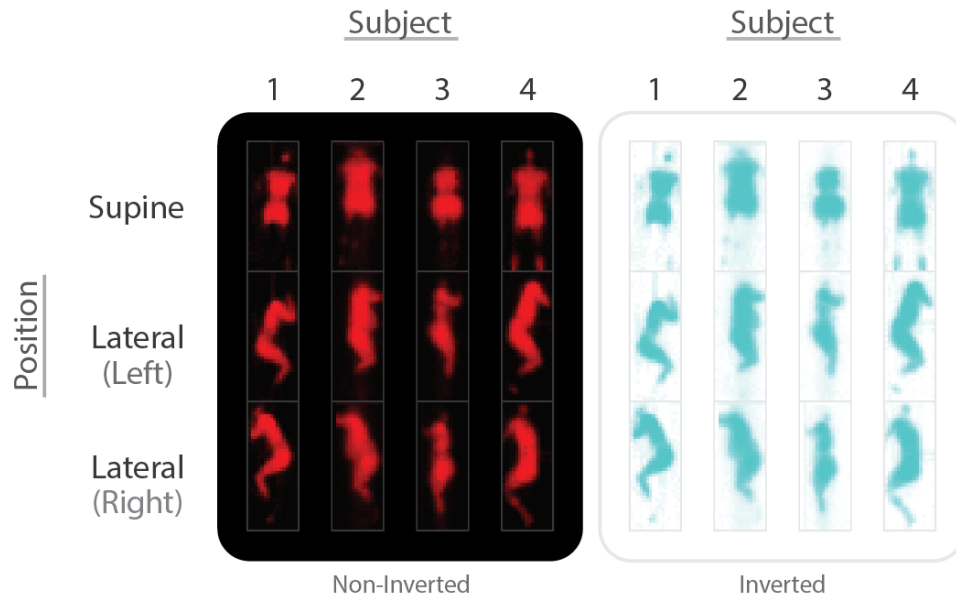 Subject
Subject
1 2 3 4
1 2 3 4
Supine
Position
Lateral
(Left)
Lateral
(Right)
Non-Inverted
Inverted